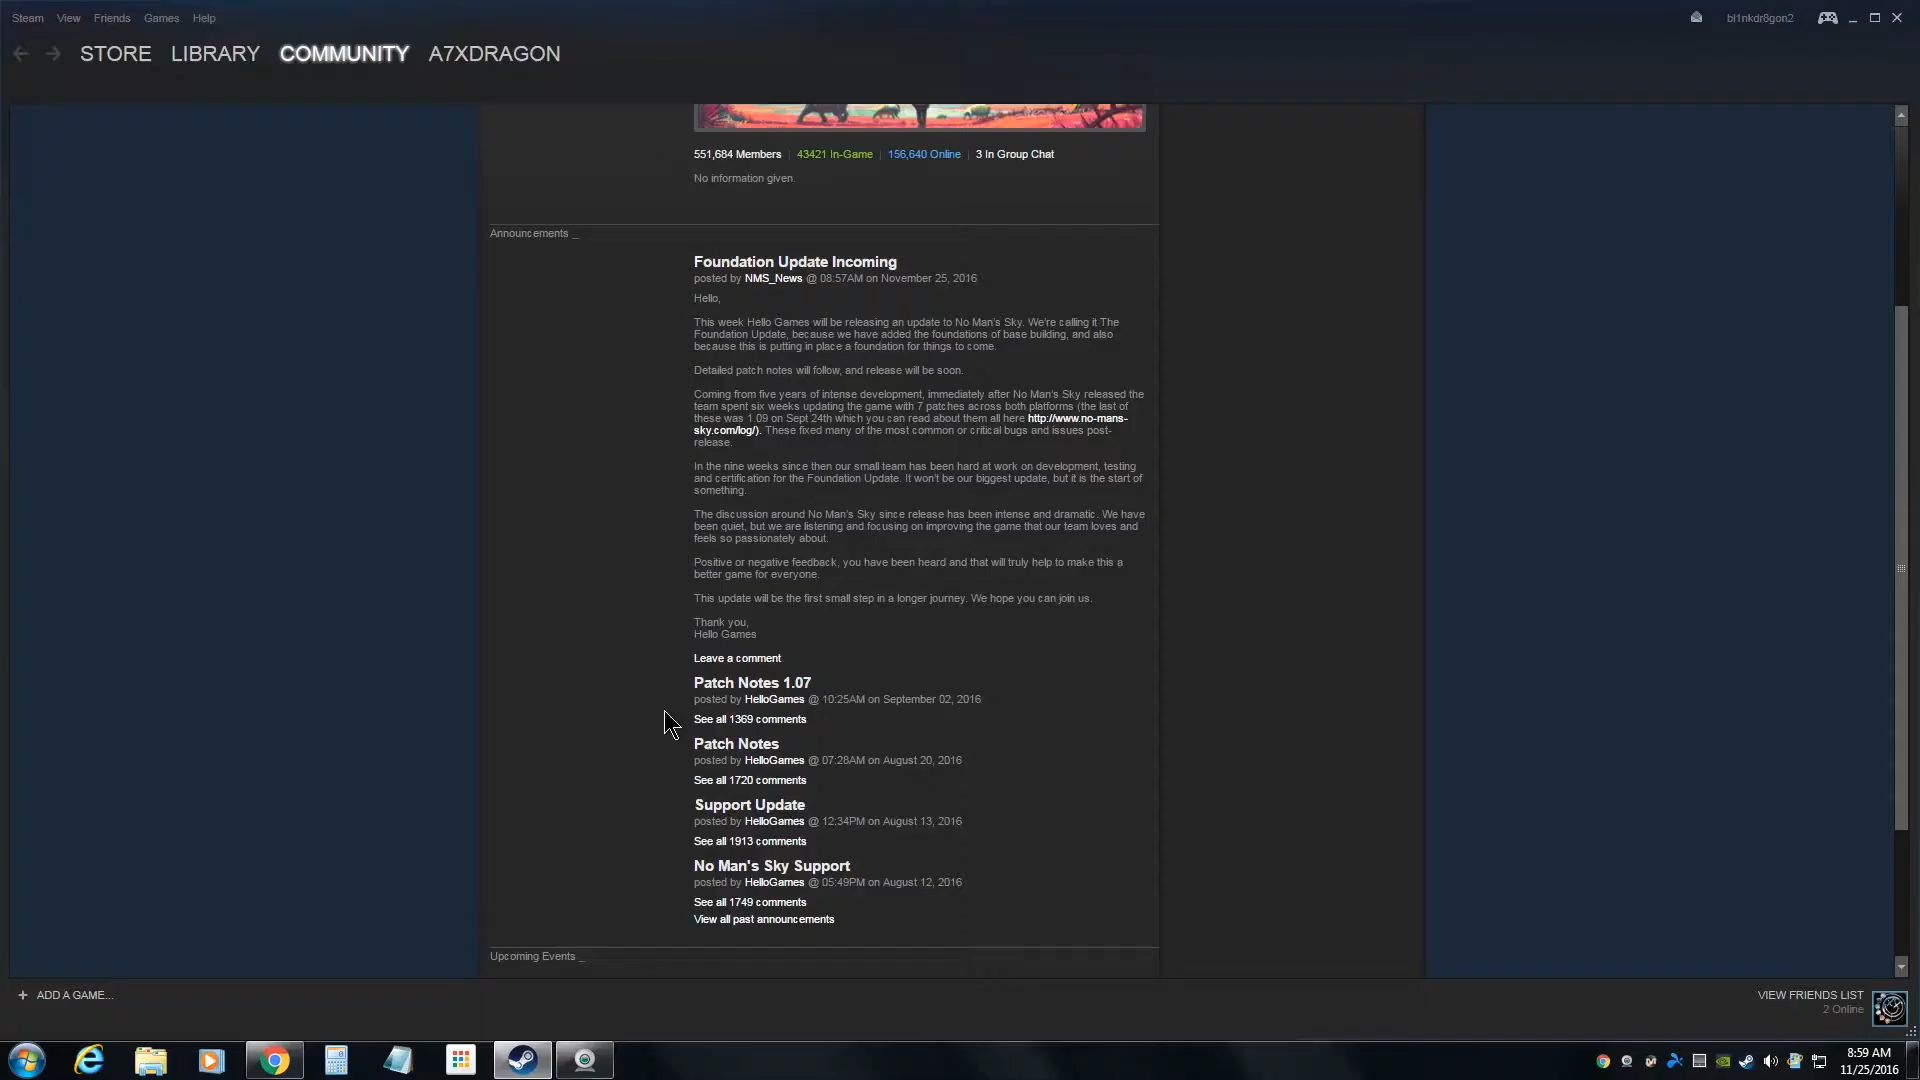 Steam View Friends Games Help
bl1nkdr8gon2
STORE LIBRARY COMMUNITY A7XDRAGON
551,684 Members | 43421 In-Game | 156,640 Online | 3 In Group Chat
No information given.
Announcements _
Foundation Update Incoming
posted by NMS_News @ 08:57AM on November 25, 2016
Hello,
This week Hello Games will be releasing an update to No Man's Sky. We're calling it The
Foundation Update, because we have added the foundations of base building, and also
because this is putting in place a foundation for things to come.
Detailed patch notes will follow, and release will be soon.
Coming from five years of intense development, immediately after No Man's Sky released the
team spent six weeks updating the game with 7 patches across both platforms (the last of
these was 1.09 on Sept 24th which you can read about them all here http://www.no-mans-
sky.com/log/). These fixed many of the most common or critical bugs and issues post-
release.
In the nine weeks since then our small team has been hard at work on development, testing
and certification for the Foundation Update. It won't be our biggest update, but it is the start of
something.
The discussion around No Man's Sky since release has been intense and dramatic. We have
been quiet, but we are listening and focusing on improving the game that our team loves and
feels so passionately about.
Positive or negative feedback, you have been heard and that will truly help to make this a
better game for everyone.
This update will be the first small step in a longer journey. We hope you can join us.
Thank you,
Hello Games
Leave a comment
Patch Notes 1.07
posted by HelloGames @ 10:25AM on September 02, 2016
See all 1369 comments
Patch Notes
posted by HelloGames @ 07:28AM on August 20, 2016
See all 1720 comments
Support Update
posted by HelloGames @ 12:34PM on August 13, 2016
See all 1913 comments
No Man's Sky Support
posted by HelloGames @ 05:49PM on August 12, 2016
See all 1749 comments
View all past announcements
Upcoming Events _
+ ADD A GAME...
VIEW FRIENDS LIST
2 Online
8:59 AM
11/25/2016